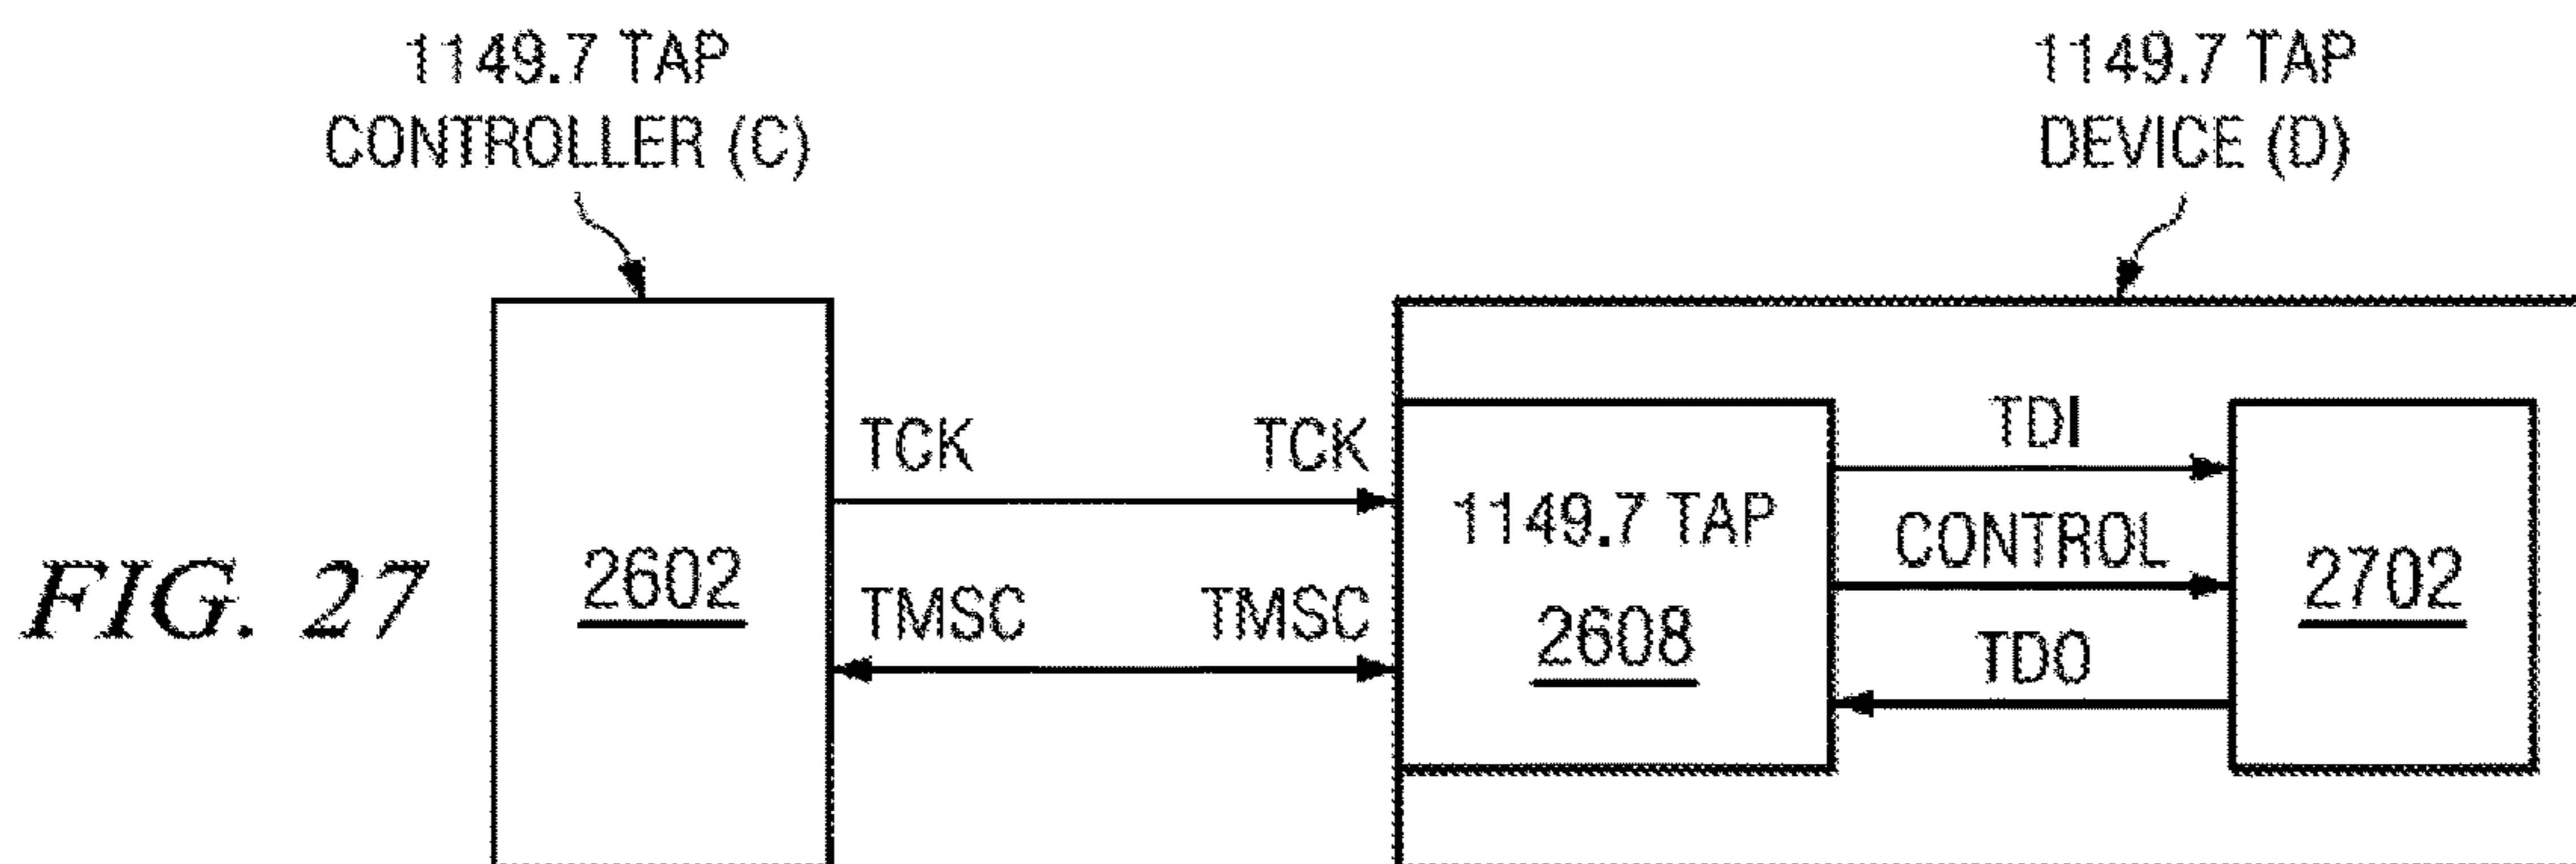 1149.7 TAP
CONTROLLER (C)
1149.7 TAP
DEVICE (D)
FIG. 27
2602
TCK
TCK
TMSC
TMSC
1149.7 TAP
2608
TDI
CONTROL
TDO
2702